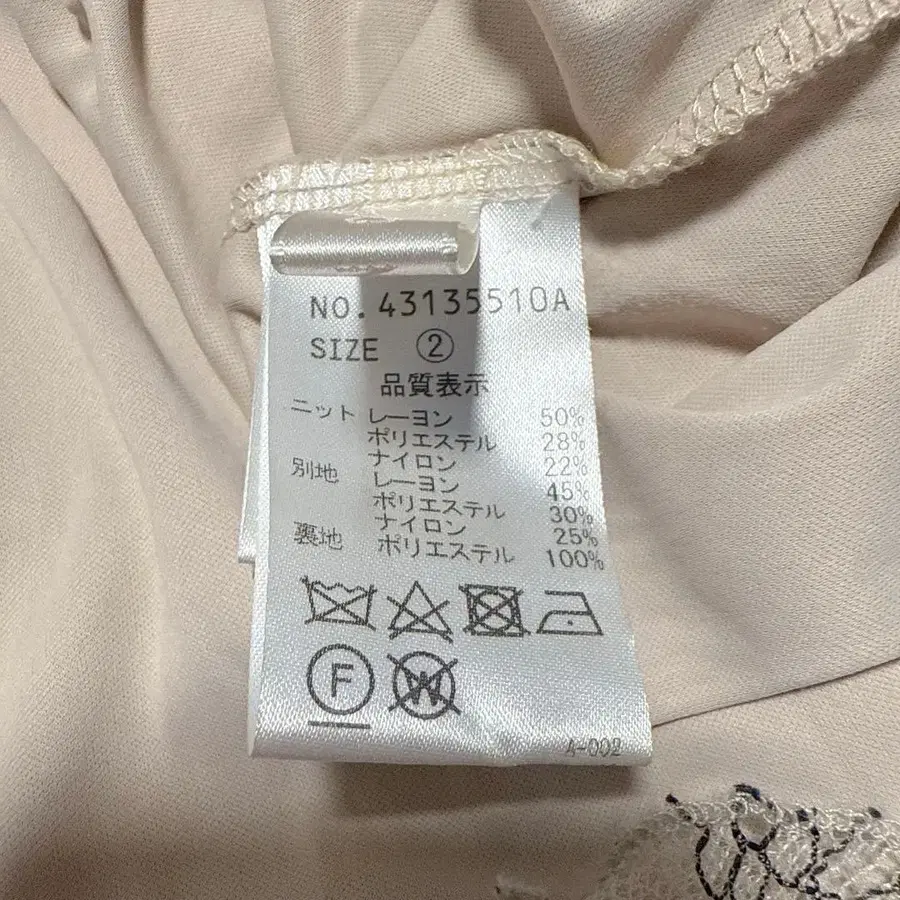 NO. 43135510A
SIZE ②
品質表示
ニット レーヨン 50%
ポリエステル 28%
ナイロン 22%
別地 レーヨン 45%
ポリエステル 30%
ナイロン 25%
裏地 ポリエステル 100%
F W
A-002